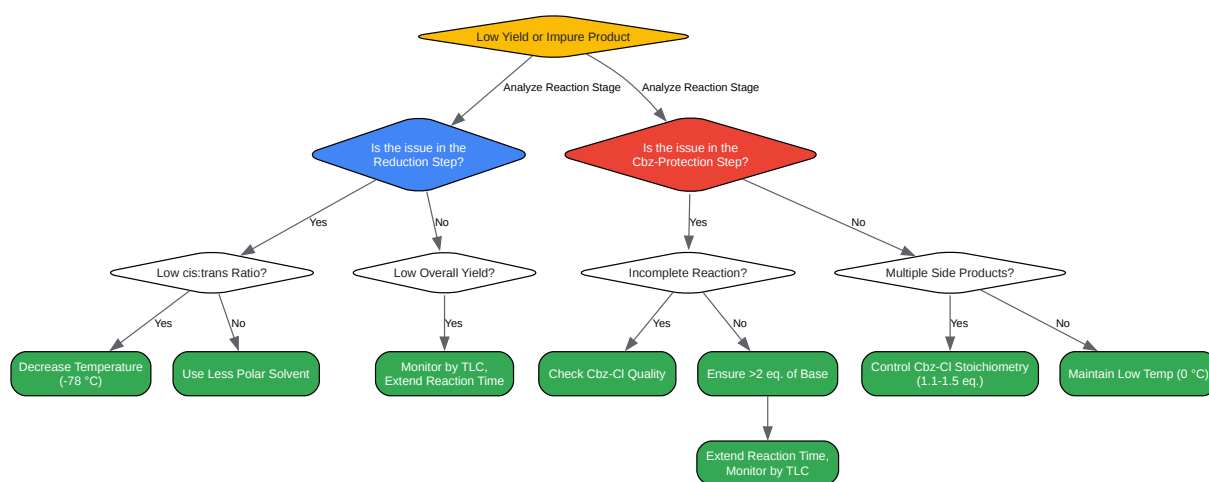 Low Yield or Impure Product
Analyze Reaction Stage
Analyze Reaction Stage
Is the issue in the
Reduction Step?
Is the issue in the
Cbz-Protection Step?
Yes
No
Yes
No
Low cis:trans Ratio?
Low Overall Yield?
Incomplete Reaction?
Multiple Side Products?
Yes
No
Yes
Yes
No
Yes
No
Decrease Temperature
(-78 °C)
Use Less Polar Solvent
Monitor by TLC,
Extend Reaction Time
Check Cbz-Cl Quality
Ensure >2 eq. of Base
Control Cbz-Cl Stoichiometry
(1.1-1.5 eq.)
Maintain Low Temp (0 °C)
Extend Reaction Time,
Monitor by TLC